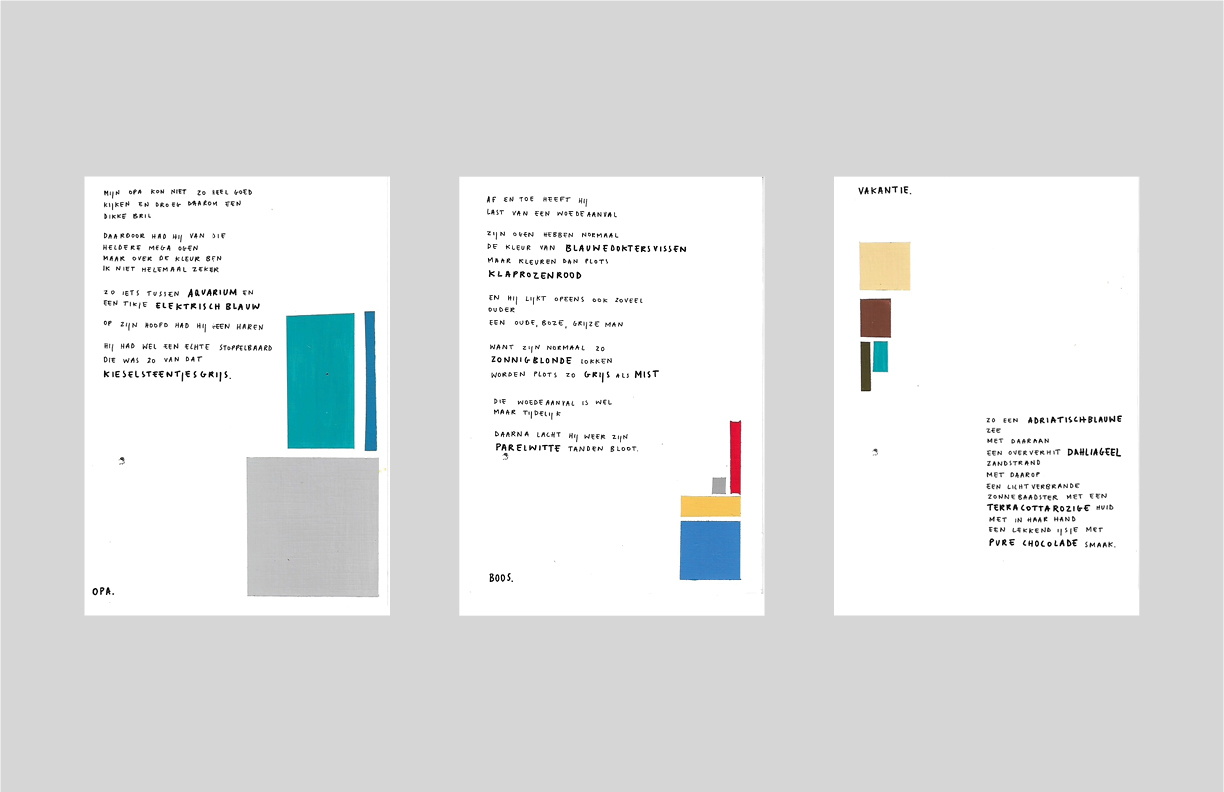 MIJN OPA KON NIET ZO HEEL GOED
KIJKEN EN DROEG DAAROM EEN
DIKKE BRIL
DAARDOOR HAD HIJ VAN DIE
HELDERE MEGA OGEN
MAAR OVER DE KLEUR BEN
IK NIET HELEMAAL ZEKER
ZO IETS TUSSEN AQUARIUM EN
EEN TIKJE ELEKTRISCH BLAUW
OP ZIJN HOOFD HAD HIJ GEEN HAREN
HIJ HAD WEL EEN ECHTE STOPPELBAARD
DIE WAS ZO VAN DAT
KIESELSTEENTJESGRIJS.
OPA.
AF EN TOE HEEFT HIJ
LAST VAN EEN WOEDEAANVAL
ZIJN OGEN HEBBEN NORMAAL
DE KLEUR VAN BLAUWEDOKTERSVISSEN
MAAR KLEUREN DAN PLOTS
KLAPROZENROOD
EN HIJ LIJKT OPEENS OOK ZOVEEL
OUDER
EEN OUDE, BOZE, GRIJZE MAN
WANT ZIJN NORMAAL ZO
ZONNIGBLONDE LOKKEN
WORDEN PLOTS ZO GRIJS ALS MIST
DIE WOEDEAANVAL IS WEL
MAAR TIJDELIJK
DAARNA LACHT HIJ WEER ZIJN
PARELWITTE TANDEN BLOOT.
BOOS.
VAKANTIE.
ZO EEN ADRIATISCHBLAUWE
ZEE
MET DAARAAN
EEN OVERVERHIT DAHLIAGEEL
ZANDSTRAND
MET DAAROP
EEN LICHTVERBRANDE
ZONNEBAADSTER MET EEN
TERRACOTTAROZIGE HUID
MET IN HAAR HAND
EEN LEKKEND IJSJE MET
PURE CHOCOLADE SMAAK.